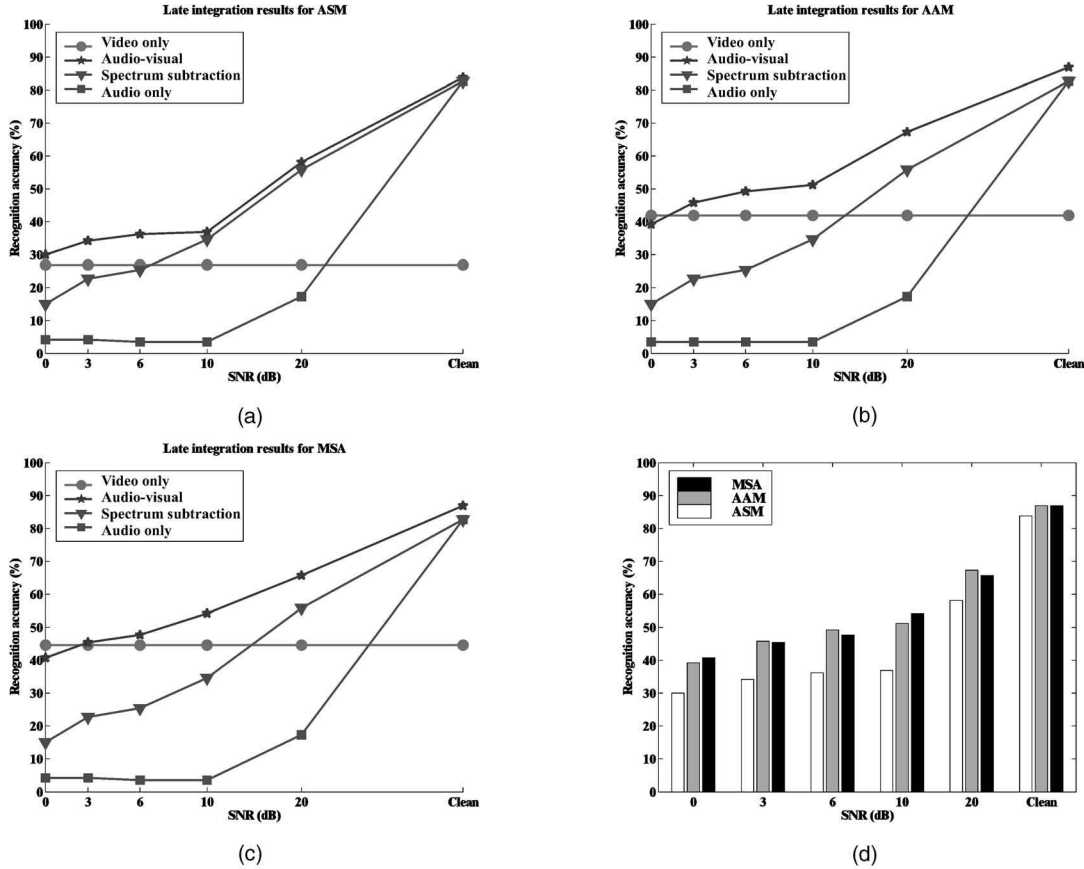 Late integration results for ASM
100
90
80
70
60
50
40
30
20
10
0
Recognition accuracy (%)
Video only
Audio-visual
Spectrum subtraction
Audio only
0 3 6 10 20 Clean
SNR (dB)
(a)
Late integration results for AAM
100
90
80
70
60
50
40
30
20
10
0
Recognition accuracy (%)
Video only
Audio-visual
Spectrum subtraction
Audio only
0 3 6 10 20 Clean
SNR (dB)
(b)
Late integration results for MSA
100
90
80
70
60
50
40
30
20
10
0
Recognition accuracy (%)
Video only
Audio-visual
Spectrum subtraction
Audio only
0 3 6 10 20 Clean
SNR (dB)
(c)
100
90
80
70
60
50
40
30
20
10
0
Recognition accuracy (%)
MSA
AAM
ASM
0 3 6 10 20 Clean
SNR (dB)
(d)